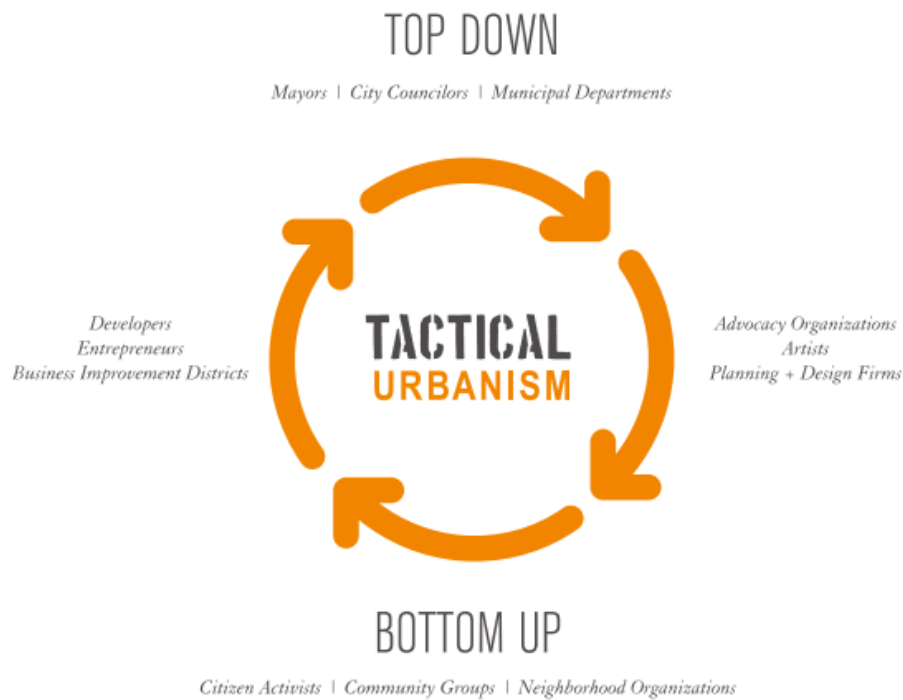 TOP DOWN
Mayors | City Councilors | Municipal Departments
Developers
Entrepreneurs
Business Improvement Districts
TACTICAL
URBANISM
Advocacy Organizations
Artists
Planning + Design Firms
BOTTOM UP
Citizen Activists | Community Groups | Neighborhood Organizations